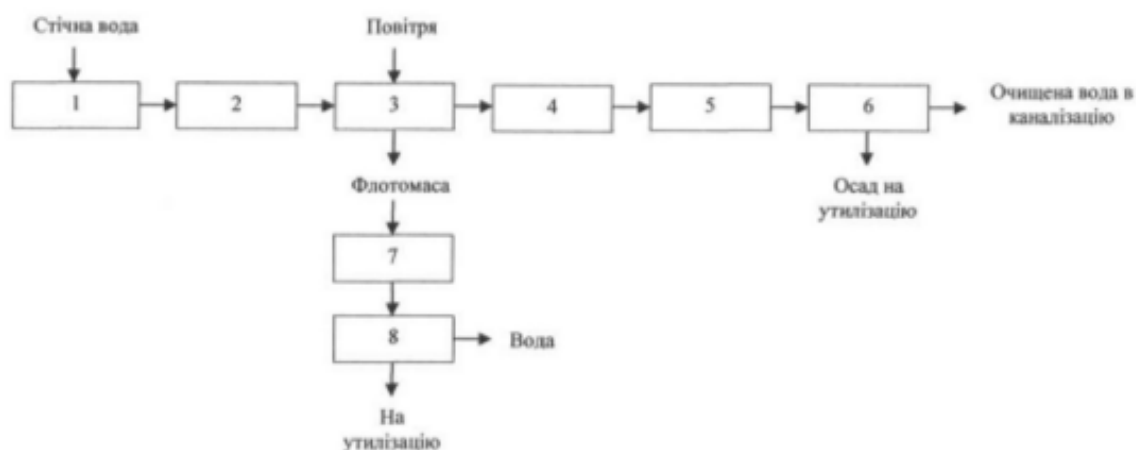 Стічна вода
Повітря
1
2
3
4
5
6
Очищена вода в
каналізацію
Флотомаса
Осад на
утилізацію
7
8
Вода
На
утилізацію